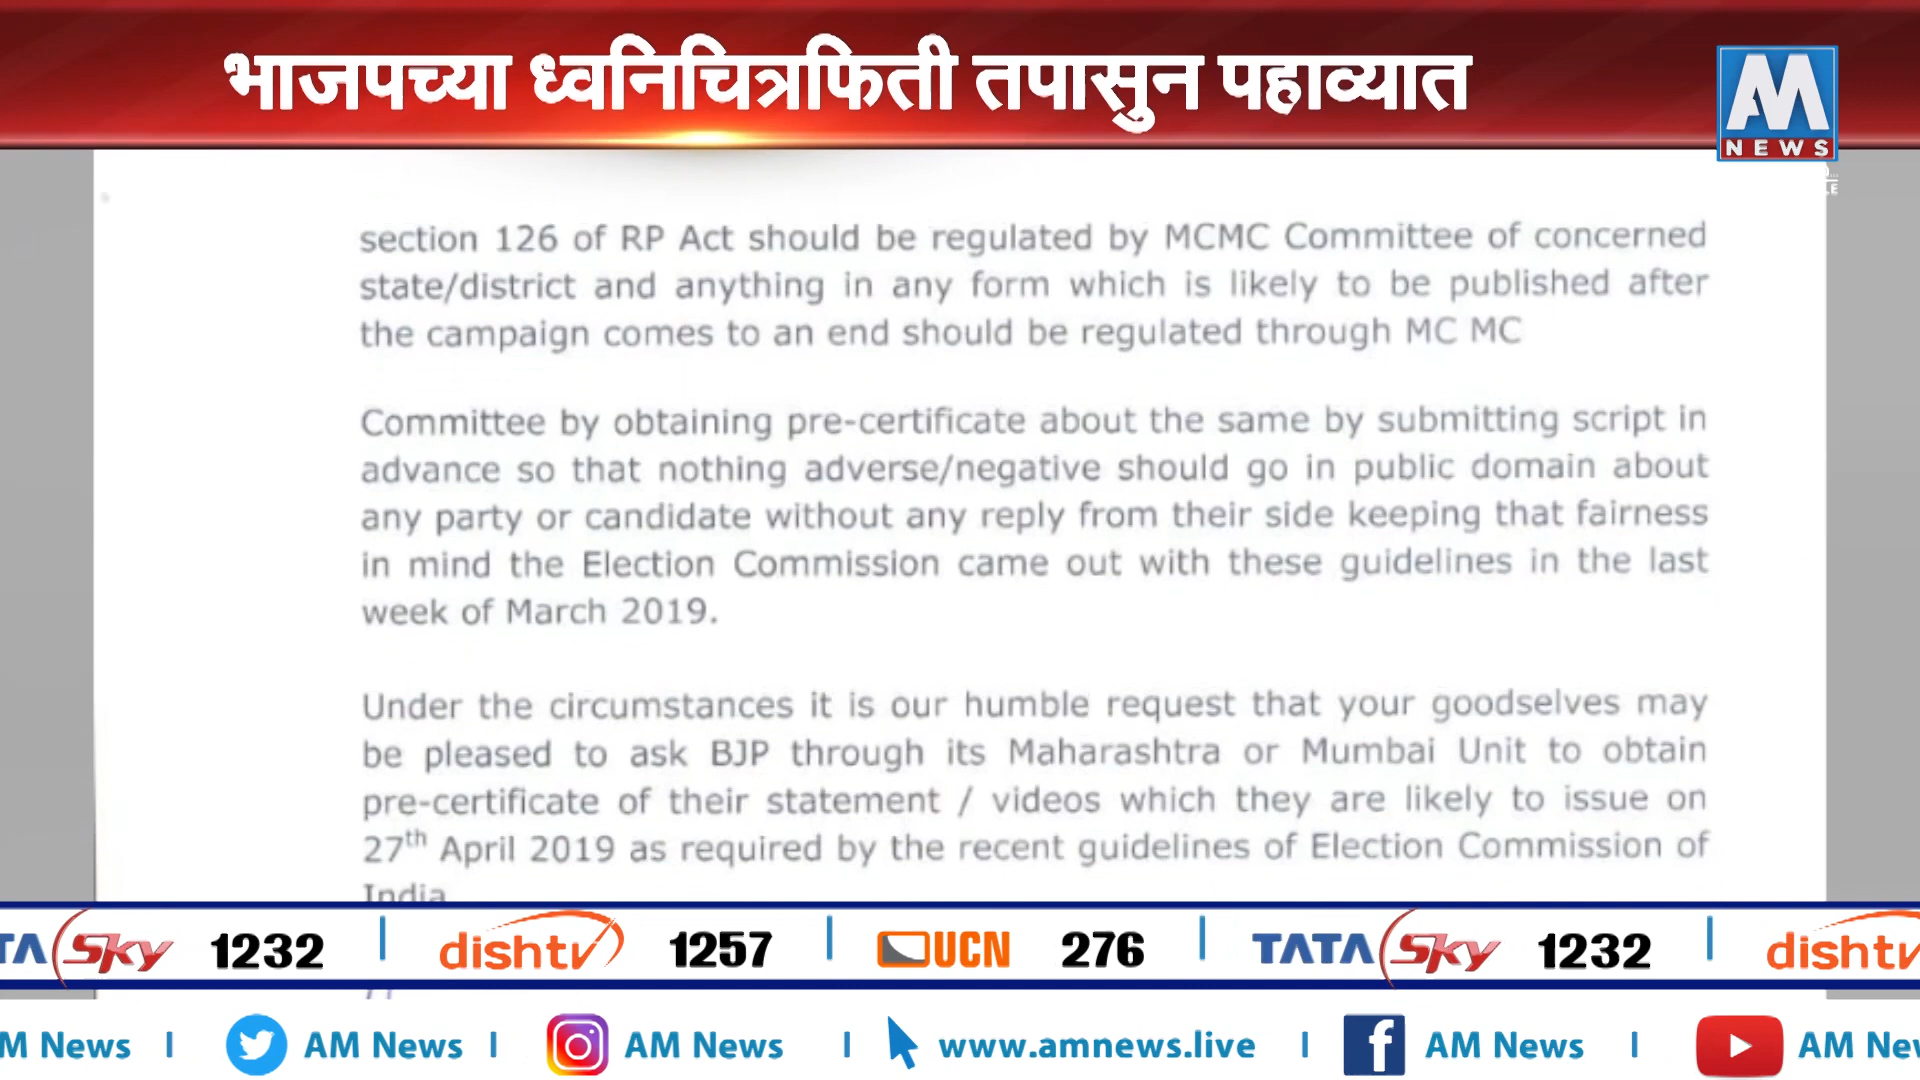 भाजपच्या ध्वनिचित्रफिती तपासुन पहाव्यात
AM
NEWS
section 126 of RP Act should be regulated by MCMC Committee of concerned
state/district and anything in any form which is likely to be published after
the campaign comes to an end should be regulated through MC MC
Committee by obtaining pre-certificate about the same by submitting script in
advance so that nothing adverse/negative should go in public domain about
any party or candidate without any reply from their side keeping that fairness
in mind the Election Commission came out with these guidelines in the last
week of March 2019.
Under the circumstances it is our humble request that your goodselves may
be pleased to ask BJP through its Maharashtra or Mumbai Unit to obtain
pre-certificate of their statement / videos which they are likely to issue on
27th April 2019 as required by the recent guidelines of Election Commission of
India
TA Sky 1232 dishtv 1257 UCN 276 TATA Sky 1232 dishtv
M News AM News AM News www.amnews.live AM News AM New